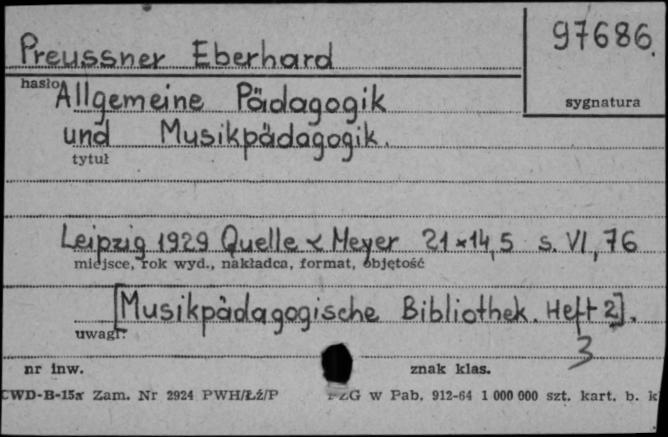 Preussner Eberhard
97686.
hasło
sygnatura
Allgemeine Pädagogik
und Musikpädagogik.
tytuł
Leipzig 1929 Quelle & Meyer 21×14,5 s. VI, 76
miejsce, rok wyd., nakładca, format, objętość
[Musikpädagogische Bibliothek. Heft 2].
uwagi:
3
nr inw.
znak klas.
CWD-B-15a Zam. Nr 2924 PWH/Łź/P PZG w Pab. 912-64 1 000 000 szt. kart. b. k